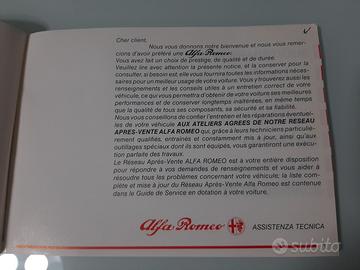 Cher client,
Nous vous donnons notre bienvenue et nous vous remer-
cions d'avoir préféré une Alfa Romeo.
Vous avez fait un choix de prestige, de qualité et de durée.
Veuillez lire avec attention la présente notice, et la conserver pour la
consulter, si besoin est, elle vous fournira toutes les informations néces-
saires pour un meilleur usage de votre voiture. Vous y trouverez aussi les
renseignements et les conseils utiles à un entretien correct de votre
véhicule, ce qui vous permettra d'obtenir de votre voiture ses meilleures
performances et de conserver longtemps inaltérées, en même temps
que la qualité de tous ses composants, sa sécurité et sa fiabilité.
Nous vous conseillons de confier l'entretien et les réparations éventuel-
les de votre véhicule AUX ATELIERS AGREES DE NOTRE RESEAU
APRES-VENTE ALFA ROMEO qui, grâce à leurs techniciens particuliè-
rement qualifiés, entraînés et constamment mis à jour, ainsi qu'aux
outillages spéciaux dont ils sont équipés, vous garantiront une exécu-
tion parfaite des travaux.
Le Réseau Après-Vente ALFA ROMEO est à votre entière disposition
pour répondre à vos demandes de renseignements et vous aider à
résoudre tous les problèmes concernant votre véhicule; la liste com-
plète et mise à jour du Réseau Après-Vente Alfa Romeo est contenue
dans le Guide de Service en dotation à votre voiture.
Alfa Romeo ASSISTENZA TECNICA
subito